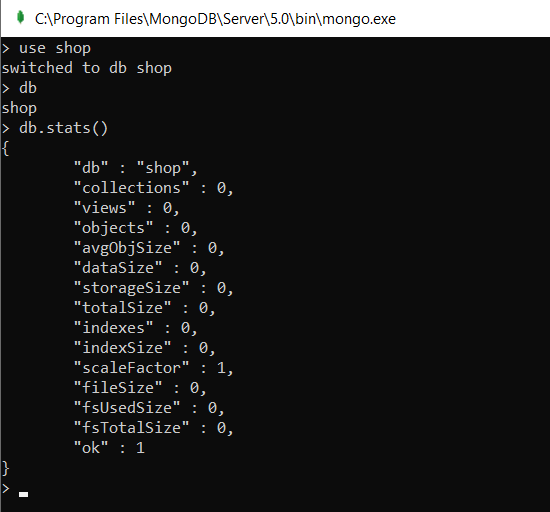 C:\Program Files\MongoDB\Server\5.0\bin\mongo.exe
> use shop
switched to db shop
> db
shop
> db.stats()
{
        "db" : "shop",
        "collections" : 0,
        "views" : 0,
        "objects" : 0,
        "avgObjSize" : 0,
        "dataSize" : 0,
        "storageSize" : 0,
        "totalSize" : 0,
        "indexes" : 0,
        "indexSize" : 0,
        "scaleFactor" : 1,
        "fileSize" : 0,
        "fsUsedSize" : 0,
        "fsTotalSize" : 0,
        "ok" : 1
}
>